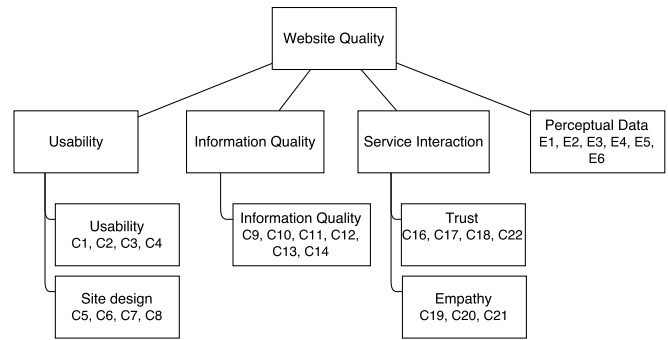 Website Quality
Usability
Information Quality
Service Interaction
Perceptual Data
E1, E2, E3, E4, E5,
E6
Usability
C1, C2, C3, C4
Information Quality
C9, C10, C11, C12,
C13, C14
Trust
C16, C17, C18, C22
Site design
C5, C6, C7, C8
Empathy
C19, C20, C21